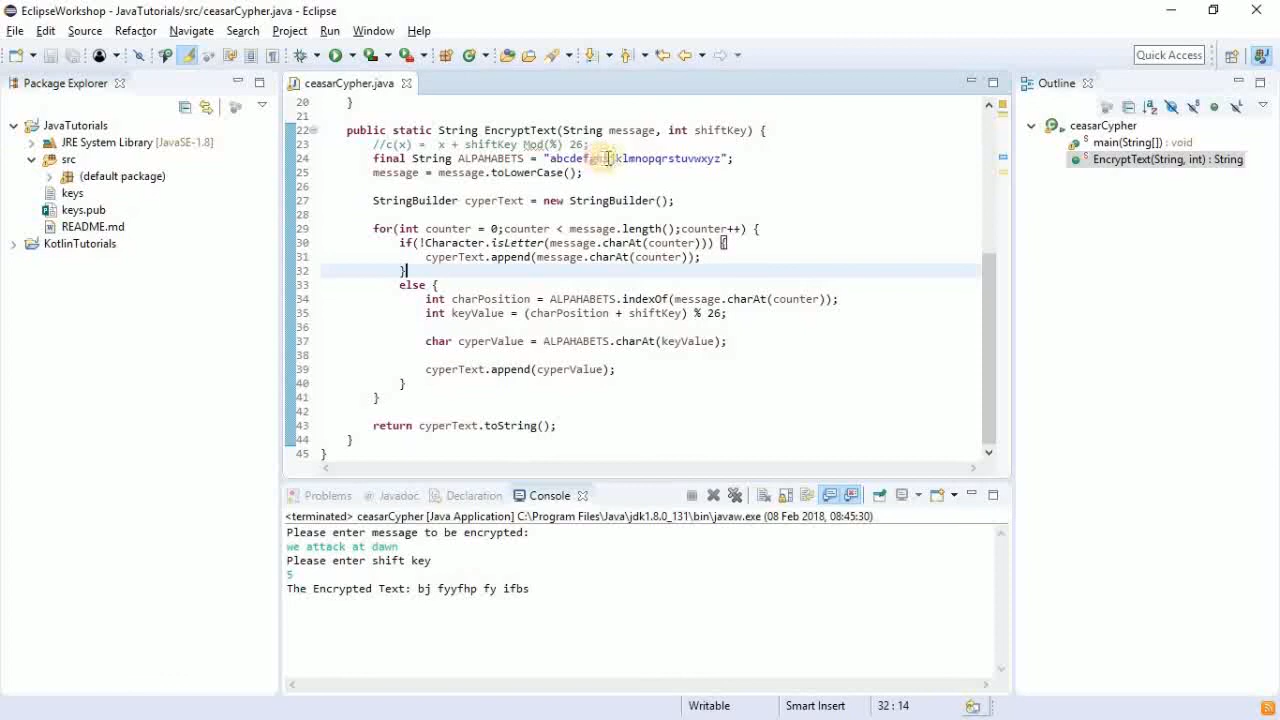 EclipseWorkshop - JavaTutorials/src/ceasarCypher.java - Eclipse
File Edit Source Refactor Navigate Search Project Run Window Help
Quick Access
Package Explorer
JavaTutorials
JRE System Library [JavaSE-1.8]
src
(default package)
keys
keys.pub
README.md
KotlinTutorials
ceasarCypher.java
20 }
21
22 public static String EncryptText(String message, int shiftKey) {
23 //c(x) = x + shiftKey Mod(%) 26;
24 final String ALPAHABETS = "abcdefghijklmnopqrstuvwxyz";
25 message = message.toLowerCase();
26
27 StringBuilder cyperText = new StringBuilder();
28
29 for(int counter = 0;counter < message.length();counter++) {
30 if(!Character.isLetter(message.charAt(counter))) {
31 cyperText.append(message.charAt(counter));
32 }
33 else {
34 int charPosition = ALPAHABETS.indexOf(message.charAt(counter));
35 int keyValue = (charPosition + shiftKey) % 26;
36
37 char cyperValue = ALPAHABETS.charAt(keyValue);
38
39 cyperText.append(cyperValue);
40 }
41 }
42
43 return cyperText.toString();
44 }
45 }
Outline
ceasarCypher
main(String[]) : void
EncryptText(String, int) : String
Problems Javadoc Declaration Console
<terminated> ceasarCypher [Java Application] C:\Program Files\Java\jdk1.8.0_131\bin\javaw.exe (08 Feb 2018, 08:45:30)
Please enter message to be encrypted:
we attack at dawn
Please enter shift key
5
The Encrypted Text: bj fyyfhp fy ifbs
Writable Smart Insert 32 : 14